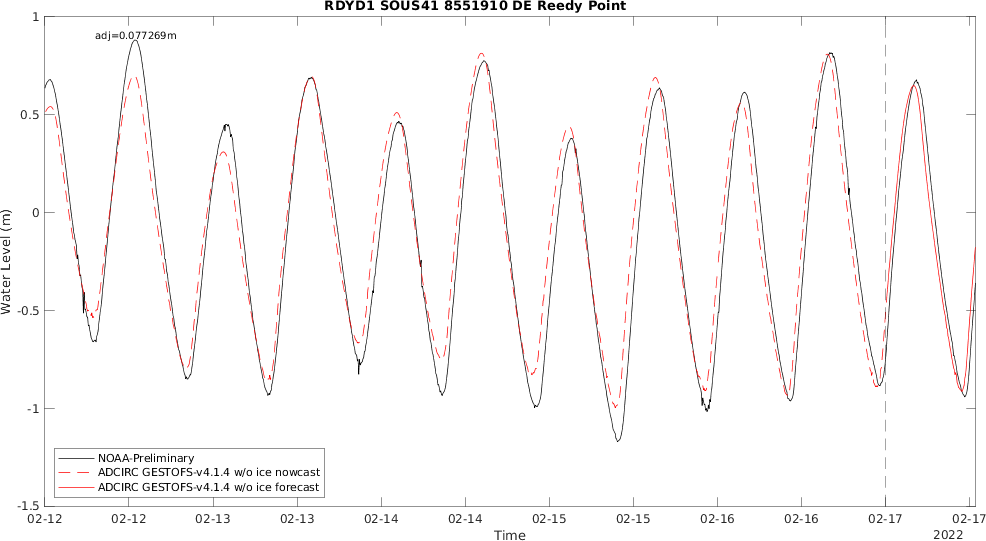 RDYD1 SOUS41 8551910 DE Reedy Point
adj=0.077269m
1
0.5
0
-0.5
-1
-1.5
Water Level (m)
NOAA-Preliminary
ADCIRC GESTOFS-v4.1.4 w/o ice nowcast
ADCIRC GESTOFS-v4.1.4 w/o ice forecast
02-12 02-12 02-13 02-13 02-14 02-14 02-15 02-15 02-16 02-16 02-17 02-17
Time
2022